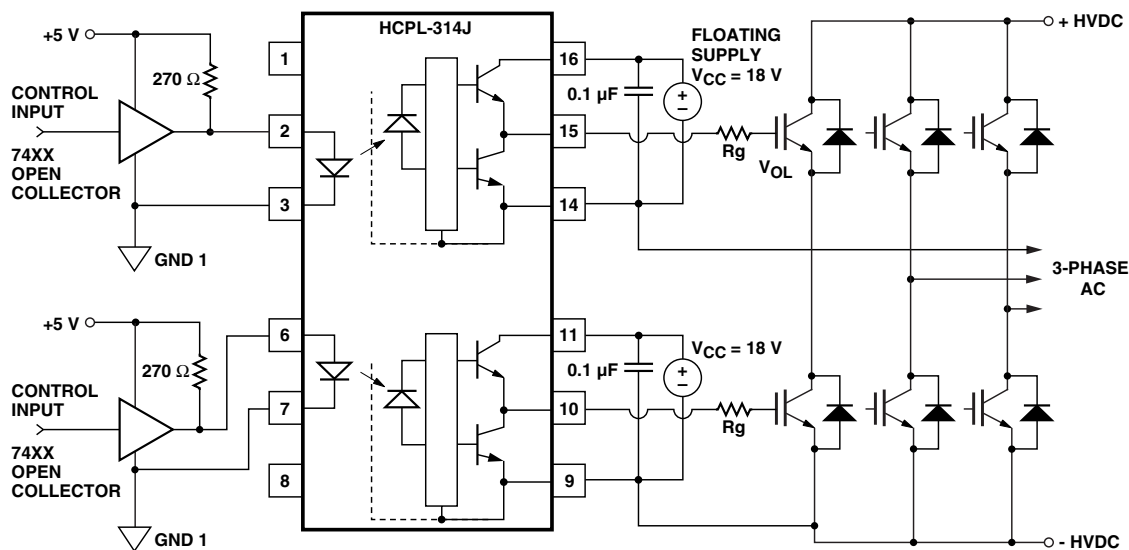 HCPL-314J
+5 V
270 Ω
CONTROL
INPUT
74XX
OPEN
COLLECTOR
GND 1
1
2
3
16
15
14
0.1 µF
FLOATING
SUPPLY
VCC = 18 V
+
–
Rg
VOL
+ HVDC
3-PHASE
AC
+5 V
270 Ω
CONTROL
INPUT
74XX
OPEN
COLLECTOR
GND 1
6
7
8
11
10
9
0.1 µF
VCC = 18 V
+
–
Rg
- HVDC